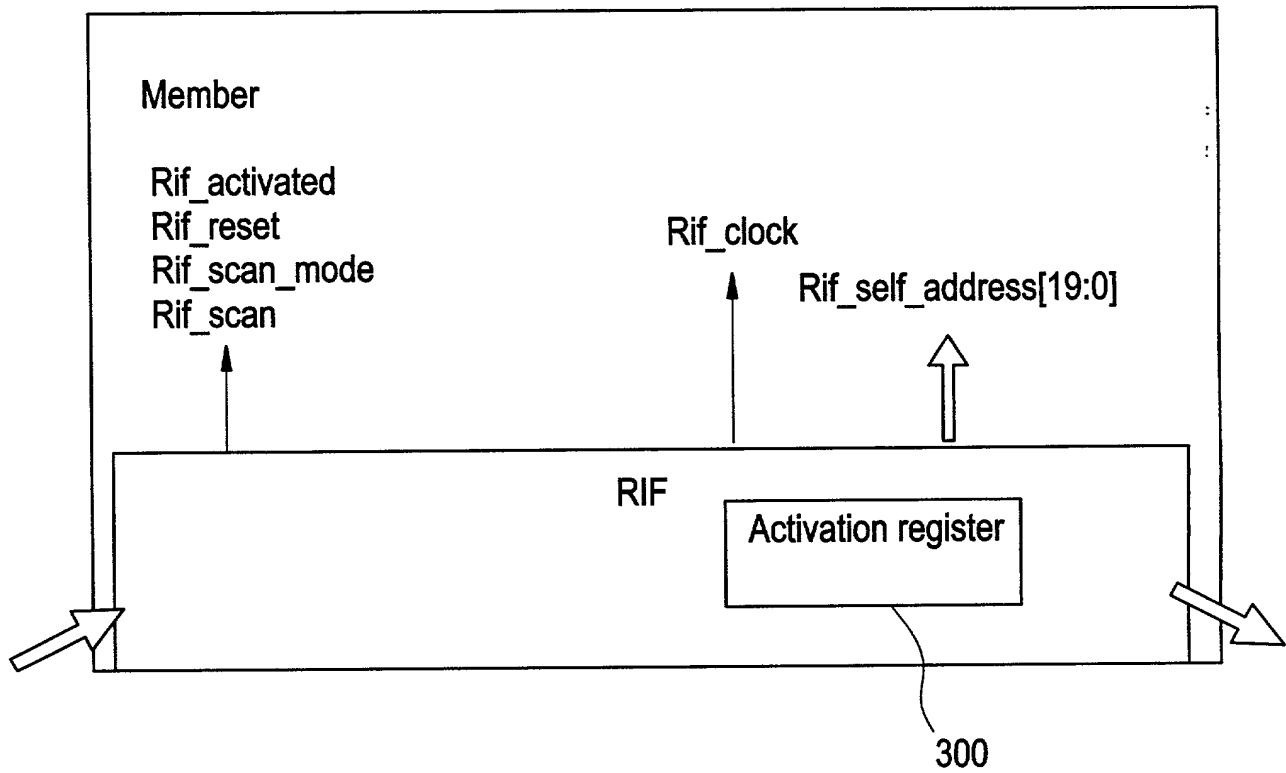 Member
Rif_activated
Rif_reset
Rif_scan_mode
Rif_scan
Rif_clock
Rif_self_address[19:0]
RIF
Activation register
300